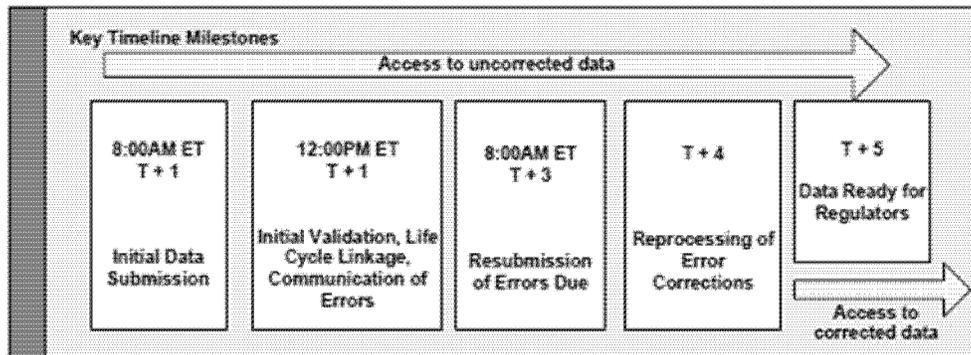 Key Timeline Milestones
Access to uncorrected data
8:00AM ET
T + 1
Initial Data
Submission
12:00PM ET
T + 1
Initial Validation, Life
Cycle Linkage,
Communication of
Errors
8:00AM ET
T + 3
Resubmission
of Errors Due
T + 4
Reprocessing of
Error
Corrections
T + 5
Data Ready for
Regulators
Access to
corrected data